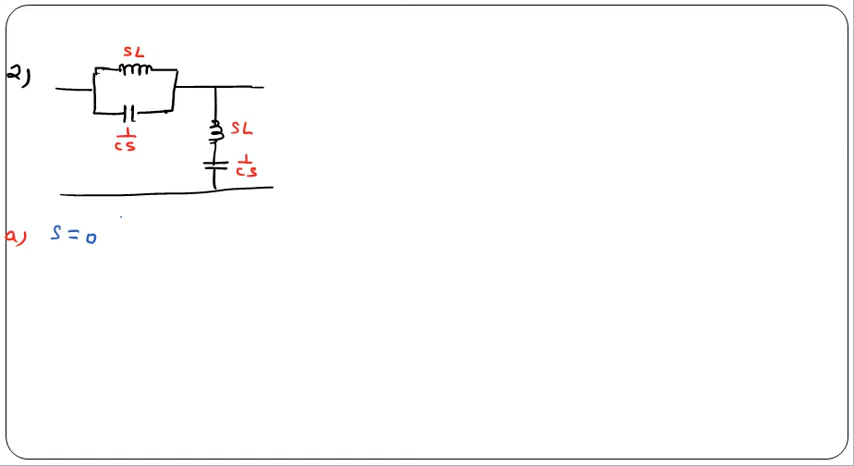 2)
SL
1/CS
SL
1/CS
a) S = 0